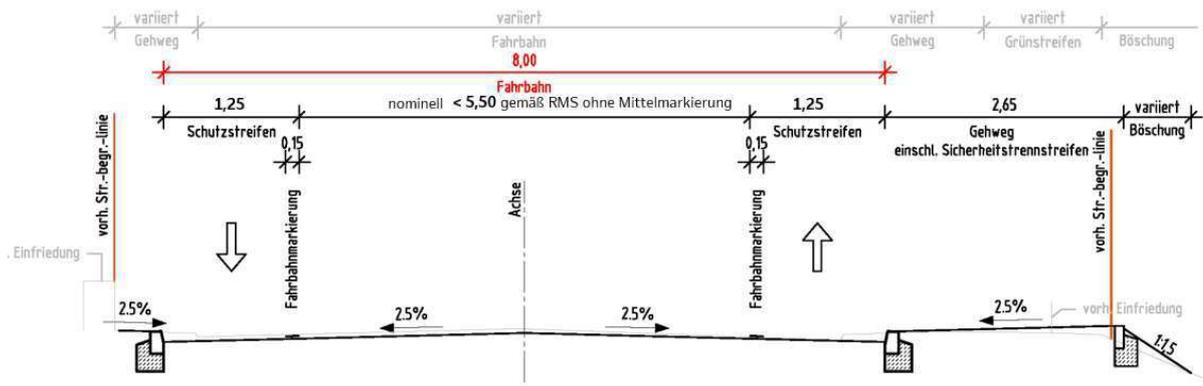 variiert variiert variiert variiert
Gehweg Fahrbahn Gehweg Grünstreifen Böschung
8,00
Fahrbahn
1,25 nominell < 5,50 gemäß RMS ohne Mittelmarkierung 1,25 2,65 variiert
Schutzstreifen Schutzstreifen Gehweg Böschung
einschl. Sicherheitstrennstreifen
0,15 0,15
vorh. Str.-begr.-linie
Fahrbahnmarkierung
Achse
Fahrbahnmarkierung
vorh. Str.-begr.-linie
. Einfriedung
vorh. Einfriedung
2.5% 2.5% 2.5% 2.5%
1:1,5